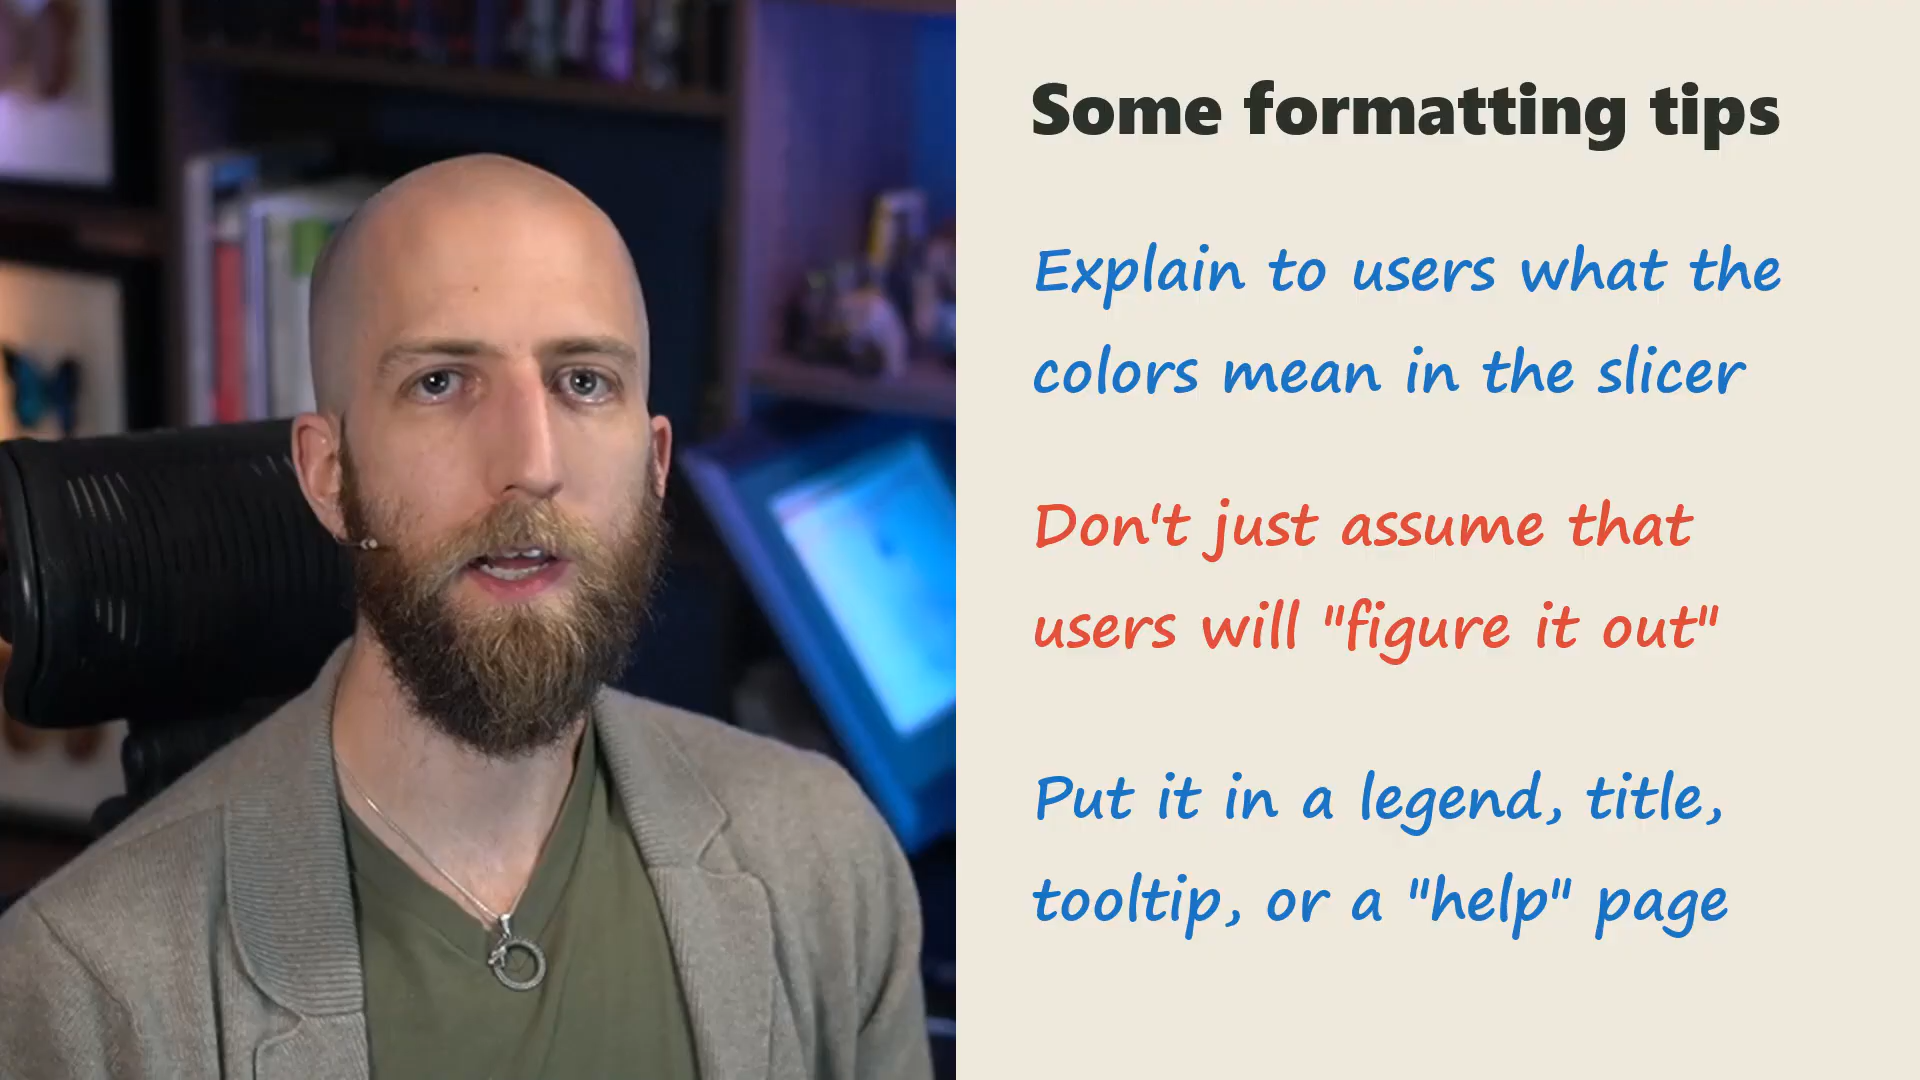 Some formatting tips
Explain to users what the
colors mean in the slicer
Don't just assume that
users will "figure it out"
Put it in a legend, title,
tooltip, or a "help" page